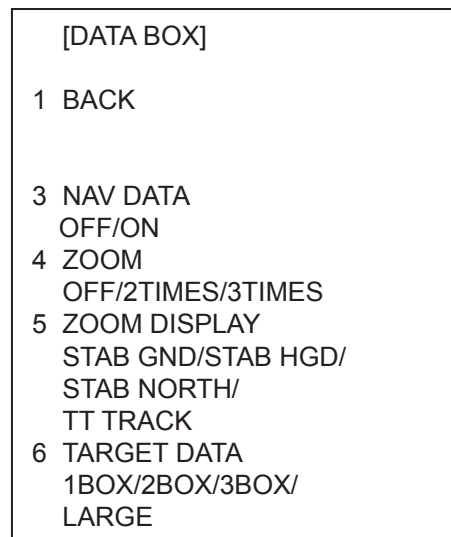 [DATA BOX]
1 BACK
3 NAV DATA
OFF/ON
4 ZOOM
OFF/2TIMES/3TIMES
5 ZOOM DISPLAY
STAB GND/STAB HGD/
STAB NORTH/
TT TRACK
6 TARGET DATA
1BOX/2BOX/3BOX/
LARGE